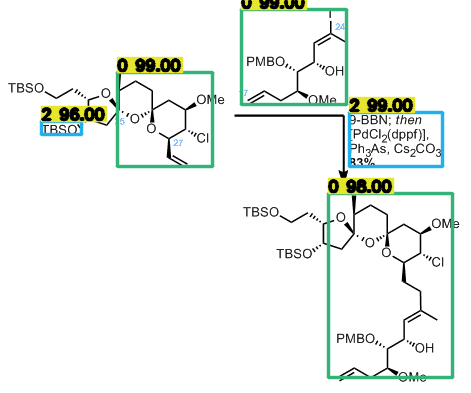 0 99.00
24
I
0 99.00
PMBO
OH
TBSO
O
OMe
2 96.00
TBSO
5
O
O
Cl
17
OMe
27
2 99.00
9-BBN; then
[PdCl2(dppf)],
Ph3As, Cs2CO3
83%
0 98.00
TBSO
O
OMe
TBSO
O
O
Cl
PMBO
OH
OMe